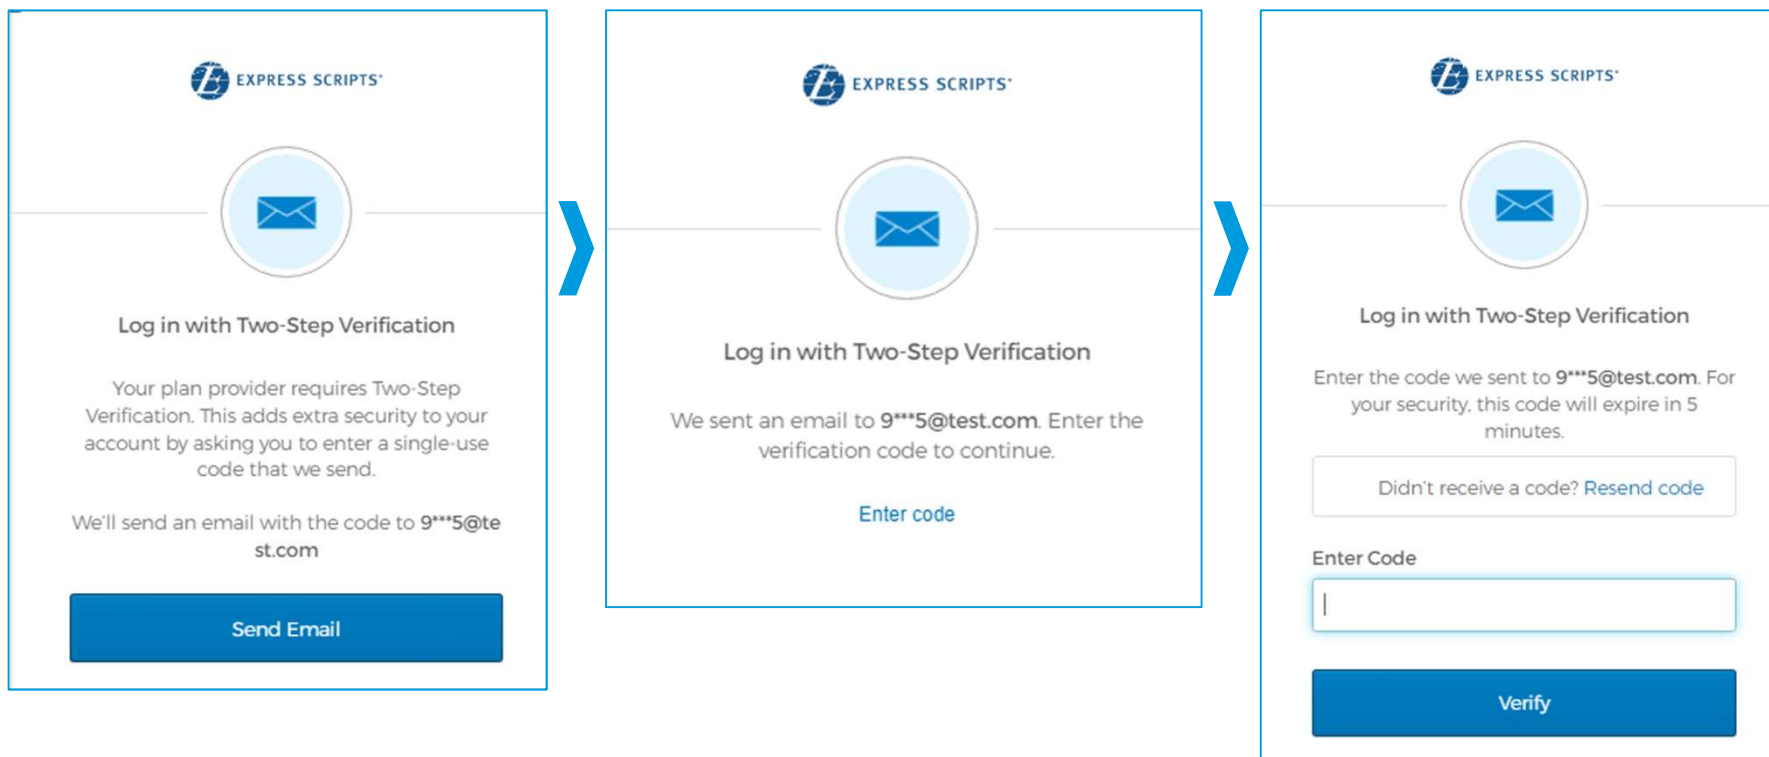 EXPRESS SCRIPTS®
Log in with Two-Step Verification
Your plan provider requires Two-Step
Verification. This adds extra security to your
account by asking you to enter a single-use
code that we send.
We'll send an email with the code to 9***5@te
st.com
Send Email
EXPRESS SCRIPTS®
Log in with Two-Step Verification
We sent an email to 9***5@test.com. Enter the
verification code to continue.
Enter code
EXPRESS SCRIPTS®
Log in with Two-Step Verification
Enter the code we sent to 9***5@test.com. For
your security, this code will expire in 5
minutes.
Didn't receive a code? Resend code
Enter Code
Verify